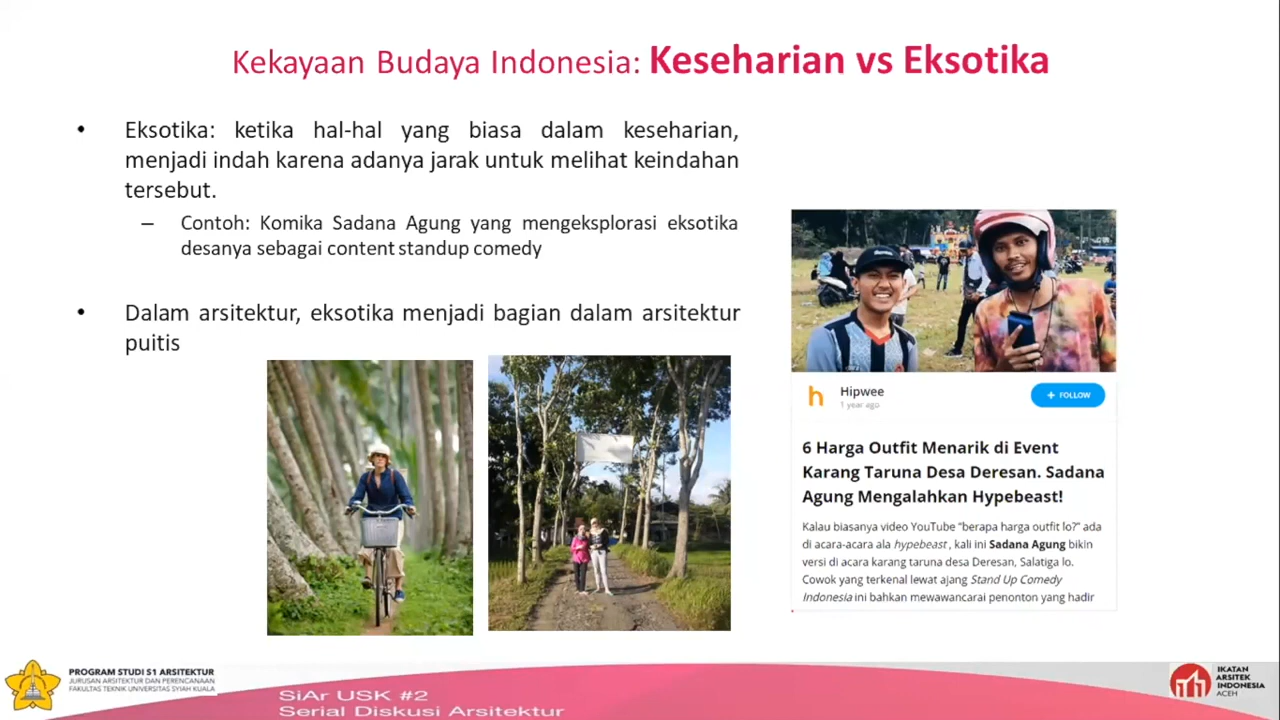 Kekayaan Budaya Indonesia: Keseharian vs Eksotika
• Eksotika: ketika hal-hal yang biasa dalam keseharian,
menjadi indah karena adanya jarak untuk melihat keindahan
tersebut.
– Contoh: Komika Sadana Agung yang mengeksplorasi eksotika
desanya sebagai content standup comedy
• Dalam arsitektur, eksotika menjadi bagian dalam arsitektur
puitis
h Hipwee
1 year ago
+ FOLLOW
6 Harga Outfit Menarik di Event
Karang Taruna Desa Deresan. Sadana
Agung Mengalahkan Hypebeast!
Kalau biasanya video YouTube “berapa harga outfit lo?” ada
di acara-acara ala hypebeast , kali ini Sadana Agung bikin
versi di acara karang taruna desa Deresan, Salatiga lo.
Cowok yang terkenal lewat ajang Stand Up Comedy
Indonesia ini bahkan mewawancarai penonton yang hadir
PROGRAM STUDI S1 ARSITEKTUR
JURUSAN ARSITEKTUR DAN PERENCANAAN
FAKULTAS TEKNIK UNIVERSITAS SYIAH KUALA
SiAr USK #2
Serial Diskusi Arsitektur
IKATAN
ARSITEK
INDONESIA
ACEH